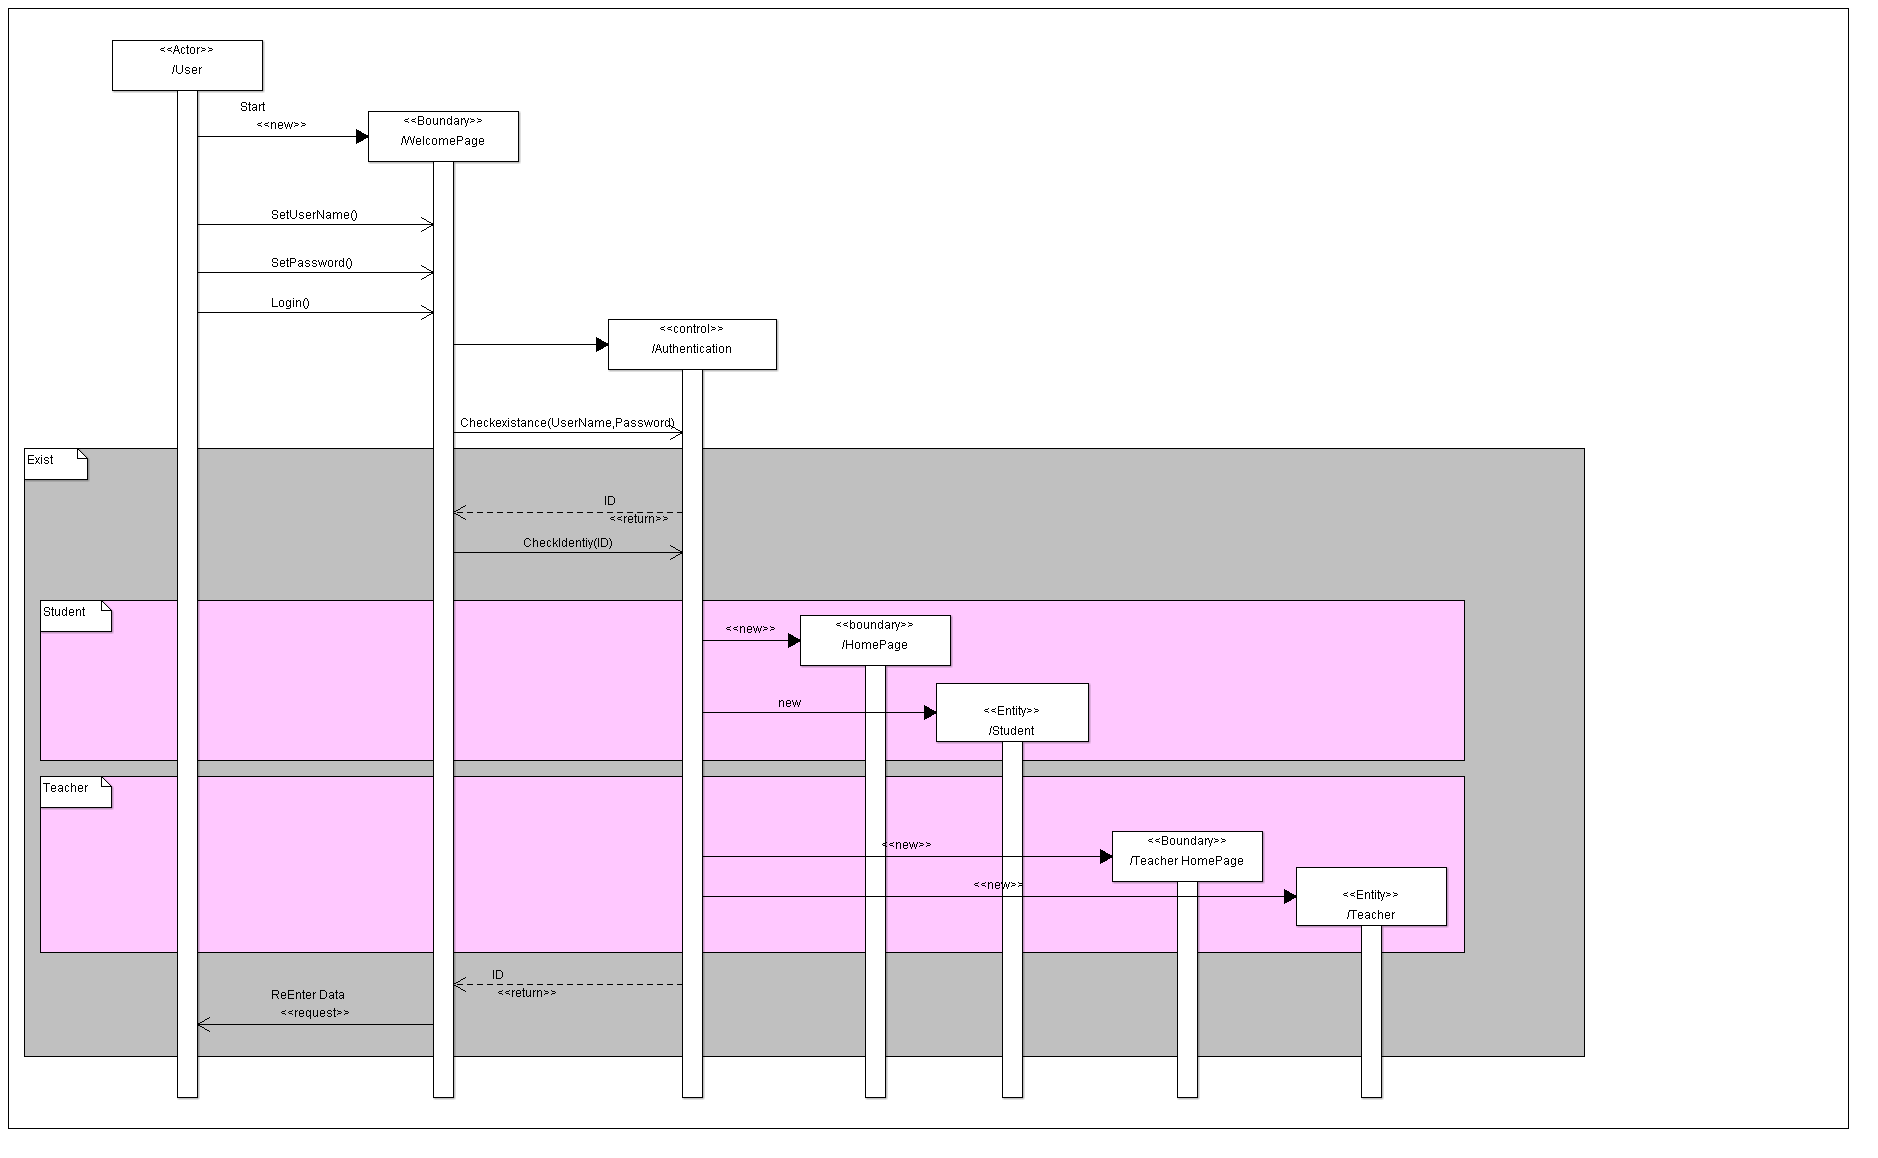 <<Actor>>
/User
Start
<<new>>
<<Boundary>>
/WelcomePage
SetUserName()
SetPassword()
Login()
<<control>>
/Authentication
Checkexistance(UserName,Password)
Exist
ID
<<return>>
CheckIdentiy(ID)
Student
<<new>>
<<boundary>>
/HomePage
new
<<Entity>>
/Student
Teacher
<<new>>
<<Boundary>>
/Teacher HomePage
<<new>>
<<Entity>>
/Teacher
ID
<<return>>
ReEnter Data
<<request>>